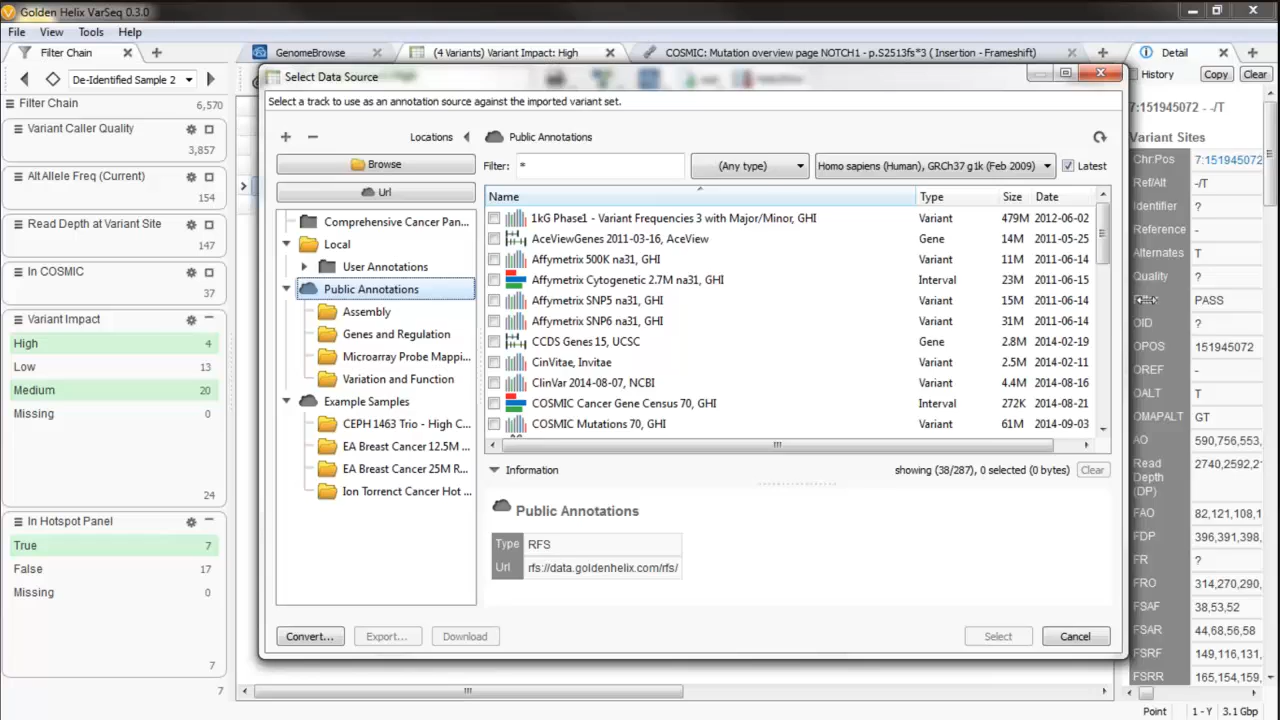 Golden Helix VarSeq 0.3.0
File View Tools Help
Filter Chain
GenomeBrowse
(4 Variants) Variant Impact: High
COSMIC: Mutation overview page NOTCH1 - p.S2513fs*3 ( Insertion - Frameshift)
Detail
De-Identified Sample 2
History Copy Clear
Filter Chain 6,570
Variant Caller Quality
3,857
Alt Allele Freq (Current)
154
Read Depth at Variant Site
147
In COSMIC
37
Variant Impact
High 4
Low 13
Medium 20
Missing 0
24
In Hotspot Panel
True 7
False 17
Missing 0
7
7
Select Data Source
Select a track to use as an annotation source against the imported variant set.
Locations
Browse
Url
Comprehensive Cancer Pan...
Local
User Annotations
Public Annotations
Assembly
Genes and Regulation
Microarray Probe Mappi...
Variation and Function
Example Samples
CEPH 1463 Trio - High C...
EA Breast Cancer 12.5M ...
EA Breast Cancer 25M R...
Ion Torrenct Cancer Hot ...
Public Annotations
Filter: * (Any type) Homo sapiens (Human), GRCh37 g1k (Feb 2009) Latest
Name Type Size Date
1kG Phase1 - Variant Frequencies 3 with Major/Minor, GHI Variant 479M 2012-06-02
AceViewGenes 2011-03-16, AceView Gene 14M 2011-05-25
Affymetrix 500K na31, GHI Variant 11M 2011-06-14
Affymetrix Cytogenetic 2.7M na31, GHI Interval 23M 2011-06-15
Affymetrix SNP5 na31, GHI Variant 15M 2011-06-14
Affymetrix SNP6 na31, GHI Variant 31M 2011-06-14
CCDS Genes 15, UCSC Gene 2.8M 2014-02-19
CinVitae, Invitae Variant 2.5M 2014-02-11
ClinVar 2014-08-07, NCBI Variant 4.4M 2014-08-16
COSMIC Cancer Gene Census 70, GHI Interval 272K 2014-08-21
COSMIC Mutations 70, GHI Variant 61M 2014-09-03
Information showing (38/287), 0 selected (0 bytes) Clear
Public Annotations
Type RFS
Url rfs://data.goldenhelix.com/rfs/
Convert... Export... Download Select Cancel
7:151945072 - -/T
Variant Sites
Chr:Pos 7:151945072
Ref/Alt -/T
Identifier ?
Reference -
Alternates T
Quality ?
PASS
OID ?
OPOS 151945072
OREF -
OALT T
OMAPALT GT
AO 590,756,553,
Read Depth (DP) 2740,2592,2
FAO 82,121,108,1
FDP 396,391,398,
FR ?
FRO 314,270,290,
FSAF 38,53,52
FSAR 44,68,56,58
FSRF 149,116,131,
FSRR 165,154,159,
Point 1 - Y 3.1 Gbp